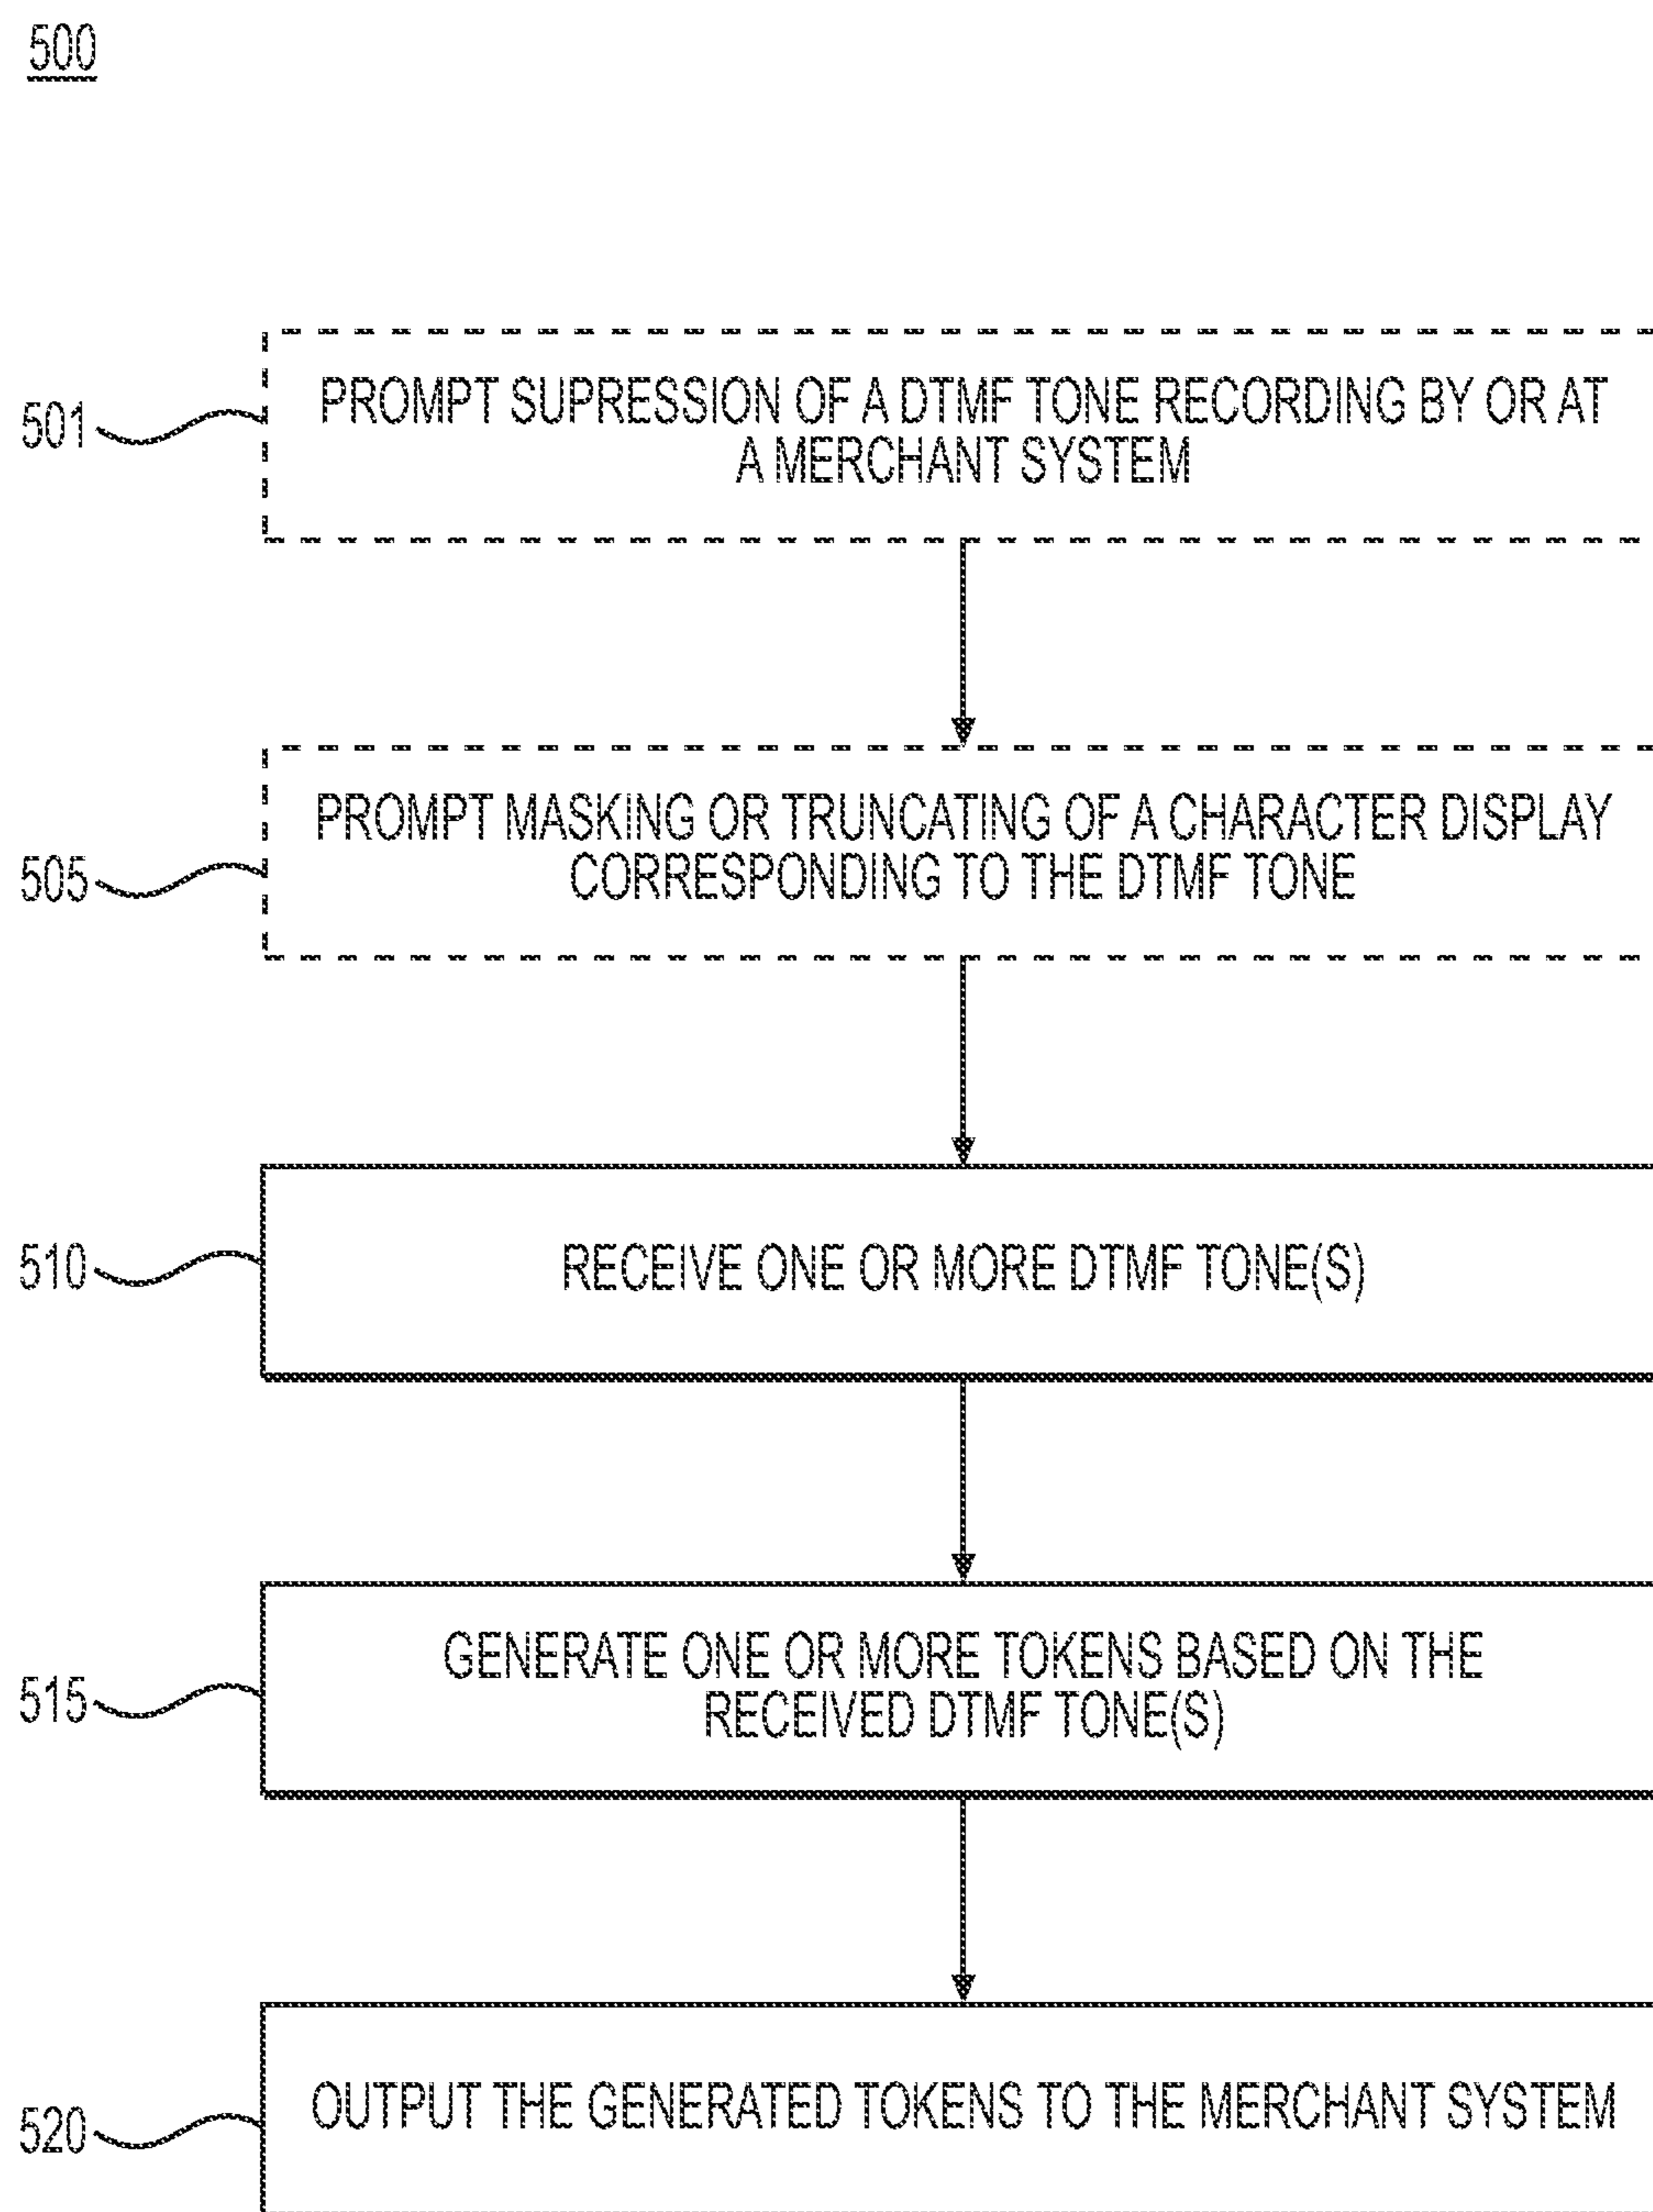 500
501
PROMPT SUPRESSION OF A DTMF TONE RECORDING BY OR AT
A MERCHANT SYSTEM
505
PROMPT MASKING OR TRUNCATING OF A CHARACTER DISPLAY
CORRESPONDING TO THE DTMF TONE
510
RECEIVE ONE OR MORE DTMF TONE(S)
515
GENERATE ONE OR MORE TOKENS BASED ON THE
RECEIVED DTMF TONE(S)
520
OUTPUT THE GENERATED TOKENS TO THE MERCHANT SYSTEM